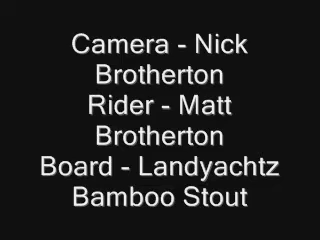 Camera - Nick
Brotherton
Rider - Matt
Brotherton
Board - Landyachtz
Bamboo Stout